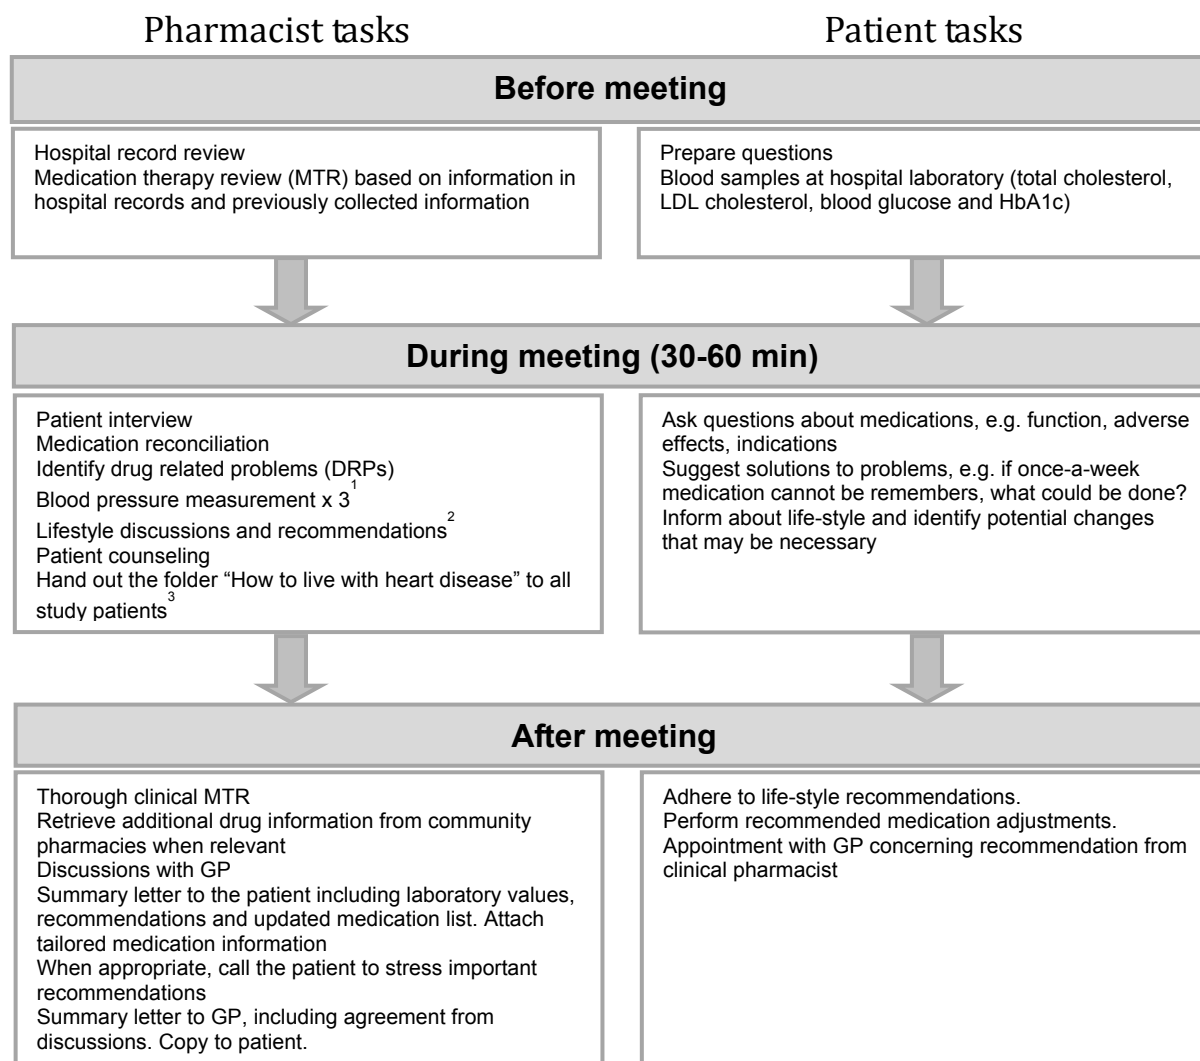 Pharmacist tasks
Patient tasks
Before meeting
Hospital record review
Medication therapy review (MTR) based on information in
hospital records and previously collected information
Prepare questions
Blood samples at hospital laboratory (total cholesterol,
LDL cholesterol, blood glucose and HbA1c)
During meeting (30-60 min)
Patient interview
Medication reconciliation
Identify drug related problems (DRPs)
Blood pressure measurement x 3¹
Lifestyle discussions and recommendations²
Patient counseling
Hand out the folder “How to live with heart disease” to all
study patients³
Ask questions about medications, e.g. function, adverse
effects, indications
Suggest solutions to problems, e.g. if once-a-week
medication cannot be remembers, what could be done?
Inform about life-style and identify potential changes
that may be necessary
After meeting
Thorough clinical MTR
Retrieve additional drug information from community
pharmacies when relevant
Discussions with GP
Summary letter to the patient including laboratory values,
recommendations and updated medication list. Attach
tailored medication information
When appropriate, call the patient to stress important
recommendations
Summary letter to GP, including agreement from
discussions. Copy to patient.
Adhere to life-style recommendations.
Perform recommended medication adjustments.
Appointment with GP concerning recommendation from
clinical pharmacist